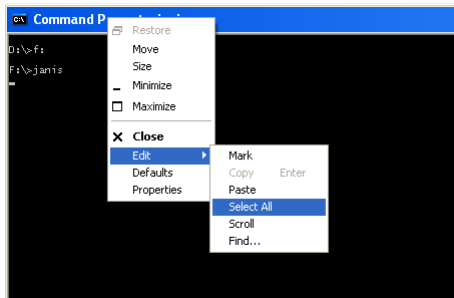 Command P
D:\>f:
F:\>janis
Restore
Move
Size
Minimize
Maximize
Close
Edit
Defaults
Properties
Mark
Copy Enter
Paste
Select All
Scroll
Find...